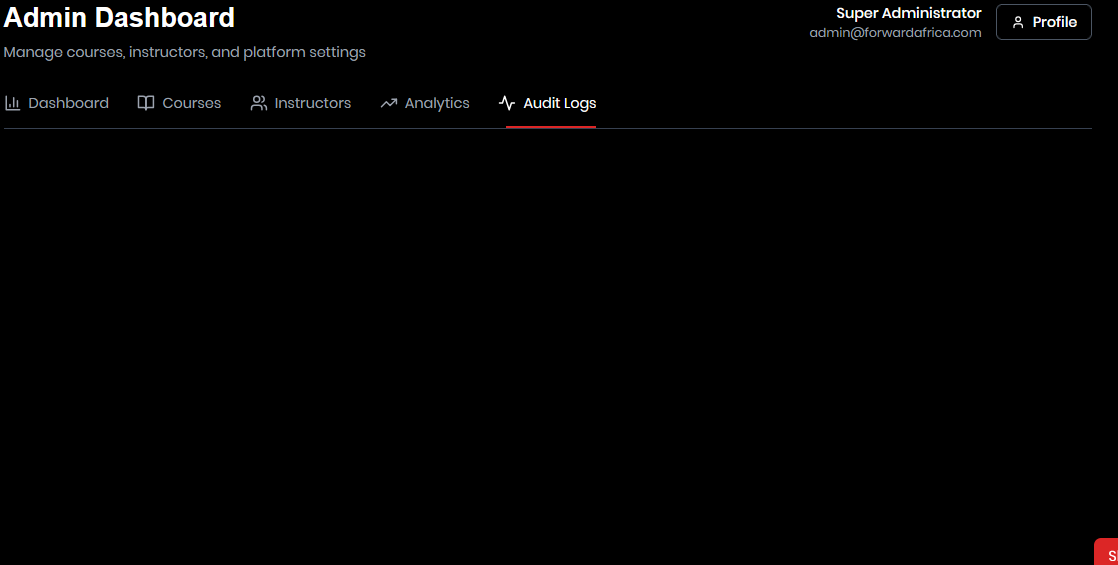 Admin Dashboard
Super Administrator
admin@forwardafrica.com
Profile
Manage courses, instructors, and platform settings
Dashboard
Courses
Instructors
Analytics
Audit Logs